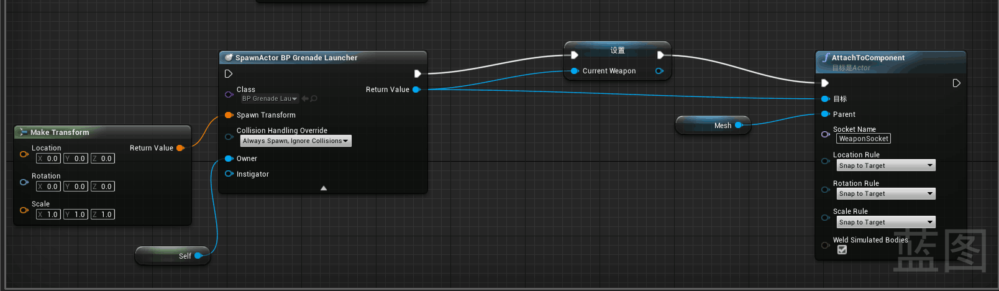 Make Transform
Location
Return Value
X 0.0 Y 0.0 Z 0.0
Rotation
X 0.0 Y 0.0 Z 0.0
Scale
X 1.0 Y 1.0 Z 1.0
Self
SpawnActor BP Grenade Launcher
Class
BP Grenade Lau
Return Value
Spawn Transform
Collision Handling Override
Always Spawn, Ignore Collisions
Owner
Instigator
设置
Current Weapon
Mesh
AttachToComponent
目标是Actor
目标
Parent
Socket Name
WeaponSocket
Location Rule
Snap to Target
Rotation Rule
Snap to Target
Scale Rule
Snap to Target
Weld Simulated Bodies
蓝图